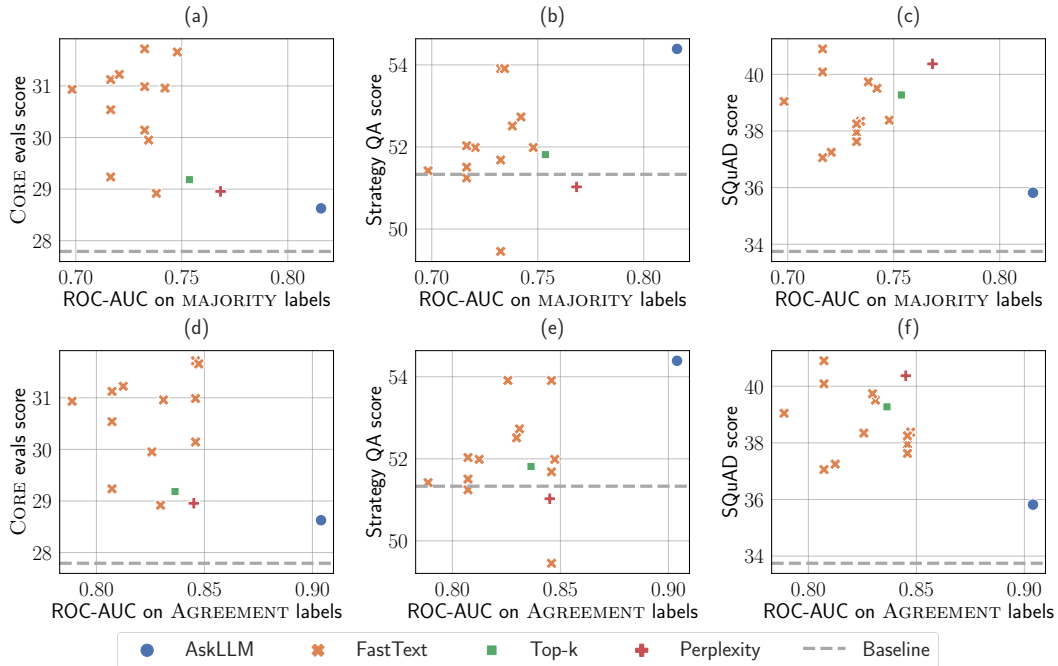 (a)
(b)
(c)
CORE evals score
31
30
29
28
0.70
0.75
0.80
ROC-AUC on MAJORITY labels
Strategy QA score
54
52
50
0.70
0.75
0.80
ROC-AUC on MAJORITY labels
SQuAD score
40
38
36
34
0.70
0.75
0.80
ROC-AUC on MAJORITY labels
(d)
(e)
(f)
CORE evals score
31
30
29
28
0.80
0.85
0.90
ROC-AUC on AGREEMENT labels
Strategy QA score
54
52
50
0.80
0.85
0.90
ROC-AUC on AGREEMENT labels
SQuAD score
40
38
36
34
0.80
0.85
0.90
ROC-AUC on AGREEMENT labels
AskLLM
FastText
Top-k
Perplexity
Baseline